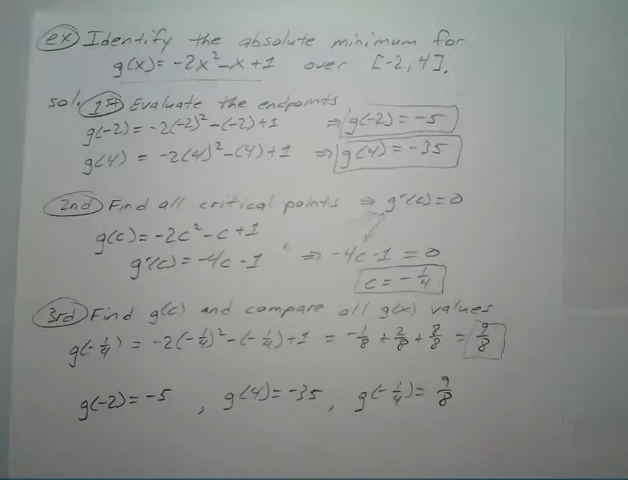 ex Identify the absolute minimum for
g(x) = -2x² - x + 1 over [-2, 4].
sol. 1st Evaluate the endpoints
g(-2) = -2(-2)² - (-2) + 1 ⇒ g(-2) = -5
g(4) = -2(4)² - (4) + 1 ⇒ g(4) = -35
2nd Find all critical points ⇒ g'(c) = 0
g(c) = -2c² - c + 1
g'(c) = -4c - 1 ⇒ -4c - 1 = 0
c = -1/4
3rd Find g(c) and compare all g(x) values
g(-1/4) = -2(-1/4)² - (-1/4) + 1 = -1/8 + 2/8 + 8/8 = 9/8
g(-2) = -5 , g(4) = -35 , g(-1/4) = 9/8